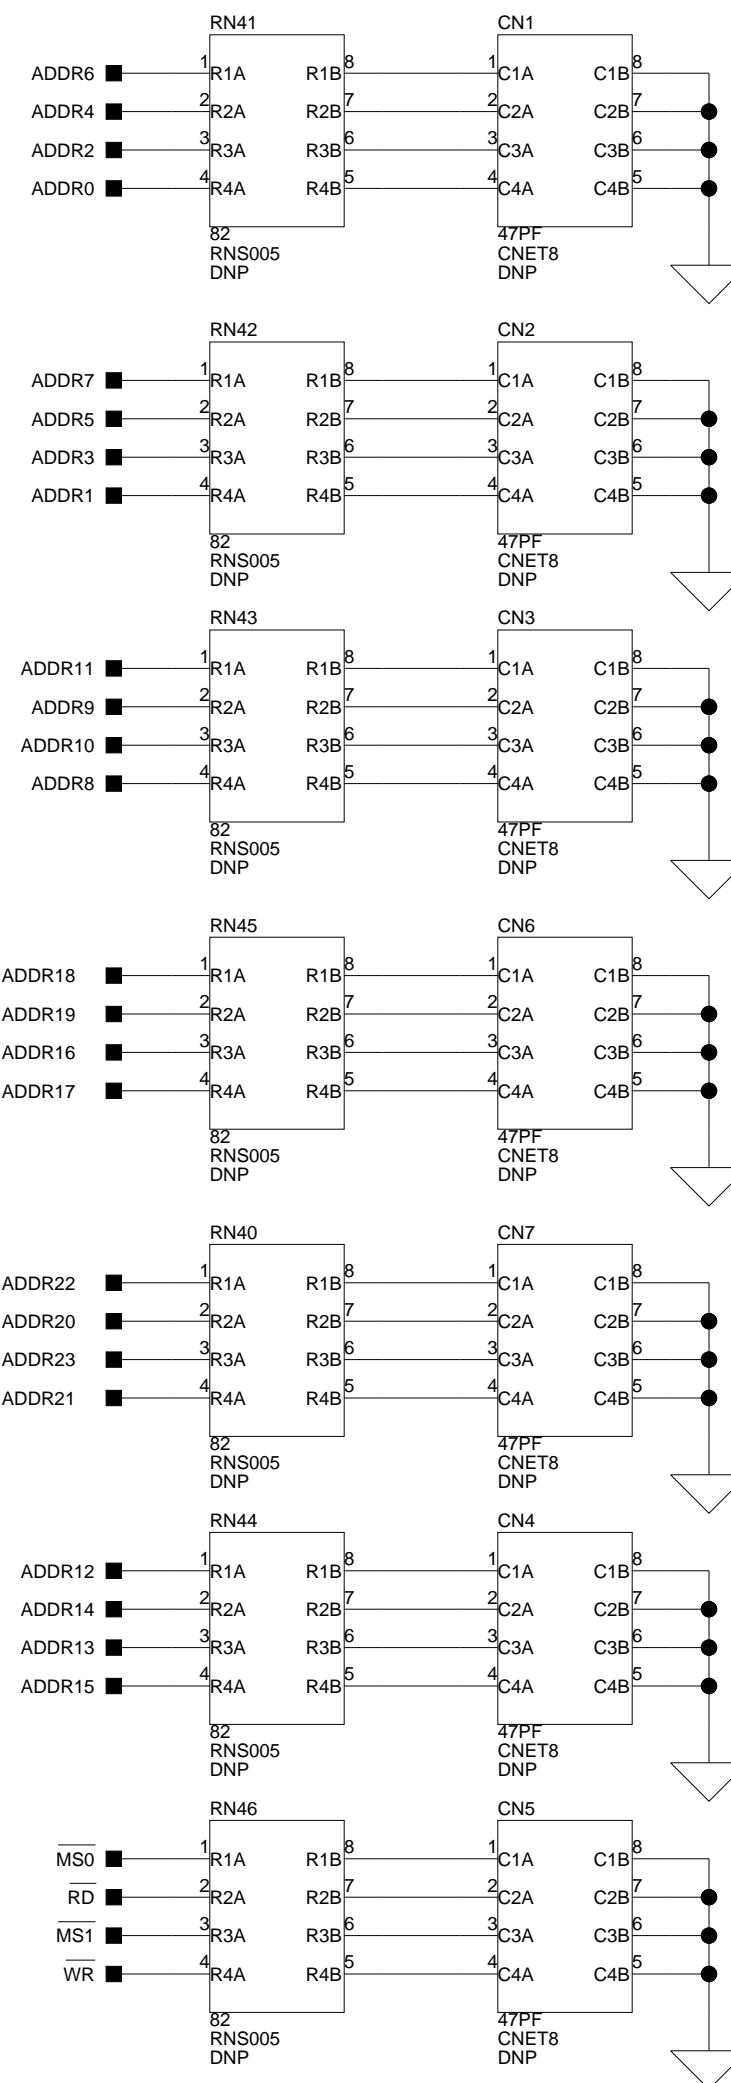 RN41 CN1
ADDR6 1 R1A R1B 8 1 C1A C1B 8
ADDR4 2 R2A R2B 7 2 C2A C2B 7
ADDR2 3 R3A R3B 6 3 C3A C3B 6
ADDR0 4 R4A R4B 5 4 C4A C4B 5
82 47PF
RNS005 CNET8
DNP DNP
RN42 CN2
ADDR7 1 R1A R1B 8 1 C1A C1B 8
ADDR5 2 R2A R2B 7 2 C2A C2B 7
ADDR3 3 R3A R3B 6 3 C3A C3B 6
ADDR1 4 R4A R4B 5 4 C4A C4B 5
82 47PF
RNS005 CNET8
DNP DNP
RN43 CN3
ADDR11 1 R1A R1B 8 1 C1A C1B 8
ADDR9 2 R2A R2B 7 2 C2A C2B 7
ADDR10 3 R3A R3B 6 3 C3A C3B 6
ADDR8 4 R4A R4B 5 4 C4A C4B 5
82 47PF
RNS005 CNET8
DNP DNP
RN45 CN6
ADDR18 1 R1A R1B 8 1 C1A C1B 8
ADDR19 2 R2A R2B 7 2 C2A C2B 7
ADDR16 3 R3A R3B 6 3 C3A C3B 6
ADDR17 4 R4A R4B 5 4 C4A C4B 5
82 47PF
RNS005 CNET8
DNP DNP
RN40 CN7
ADDR22 1 R1A R1B 8 1 C1A C1B 8
ADDR20 2 R2A R2B 7 2 C2A C2B 7
ADDR23 3 R3A R3B 6 3 C3A C3B 6
ADDR21 4 R4A R4B 5 4 C4A C4B 5
82 47PF
RNS005 CNET8
DNP DNP
RN44 CN4
ADDR12 1 R1A R1B 8 1 C1A C1B 8
ADDR14 2 R2A R2B 7 2 C2A C2B 7
ADDR13 3 R3A R3B 6 3 C3A C3B 6
ADDR15 4 R4A R4B 5 4 C4A C4B 5
82 47PF
RNS005 CNET8
DNP DNP
RN46 CN5
M̅S̅0̅ 1 R1A R1B 8 1 C1A C1B 8
R̅D̅ 2 R2A R2B 7 2 C2A C2B 7
M̅S̅1̅ 3 R3A R3B 6 3 C3A C3B 6
W̅R̅ 4 R4A R4B 5 4 C4A C4B 5
82 47PF
RNS005 CNET8
DNP DNP